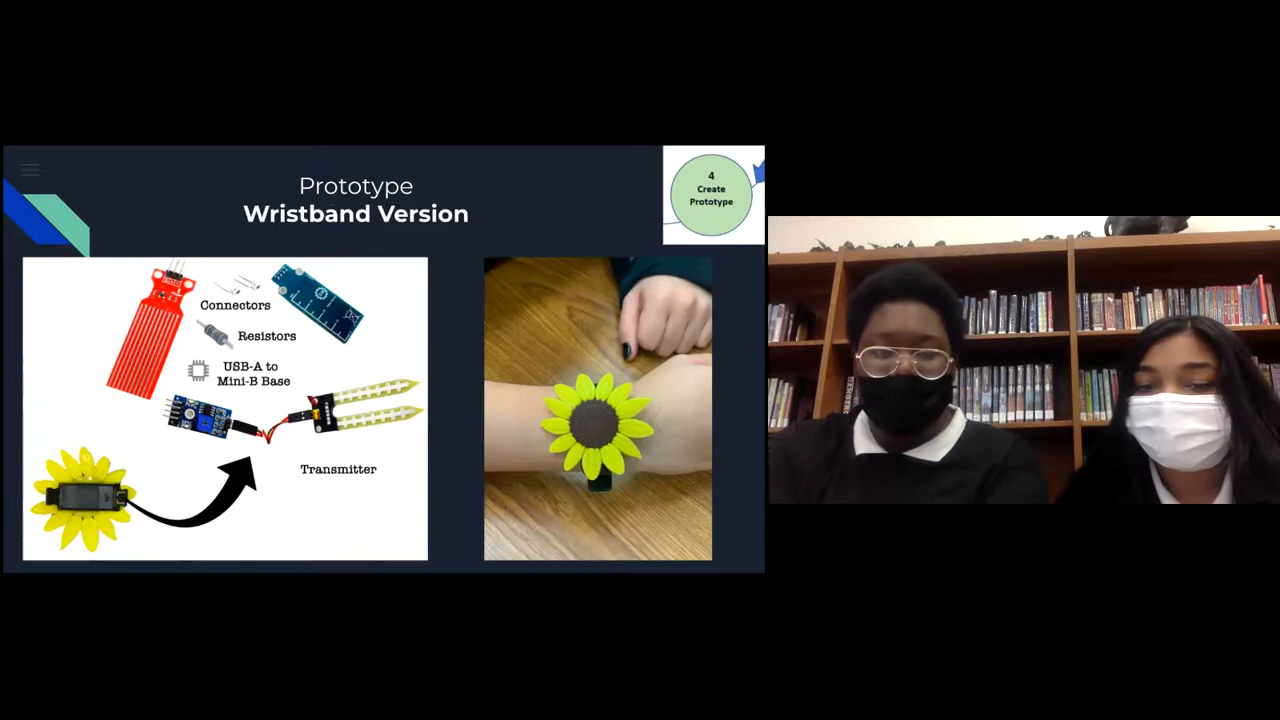 Prototype
Wristband Version
4
Create
Prototype
Connectors
Resistors
USB-A to
Mini-B Base
Transmitter